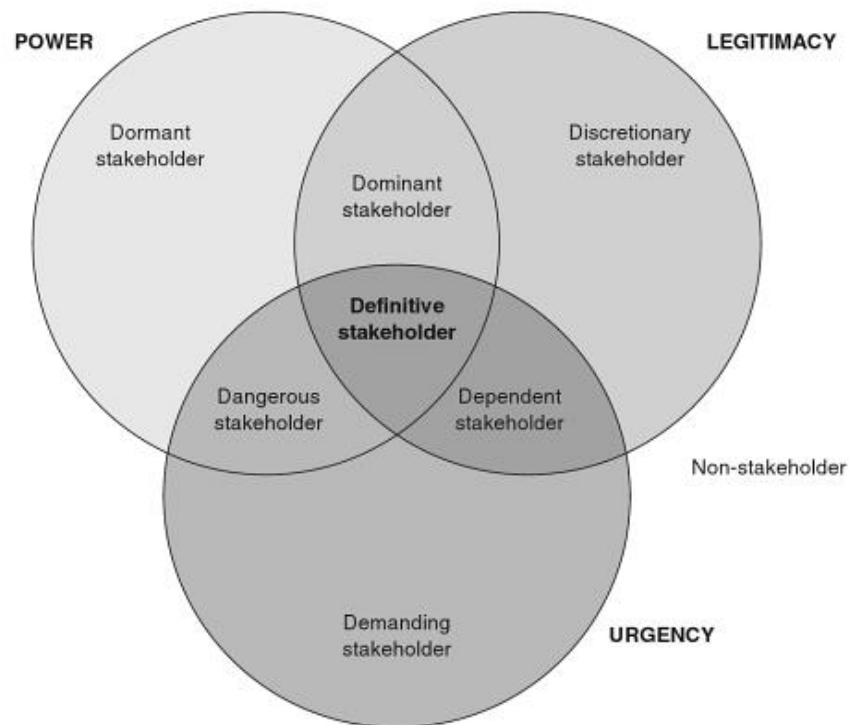 POWER
LEGITIMACY
Dormant
stakeholder
Discretionary
stakeholder
Dominant
stakeholder
Definitive
stakeholder
Dangerous
stakeholder
Dependent
stakeholder
Non-stakeholder
Demanding
stakeholder
URGENCY